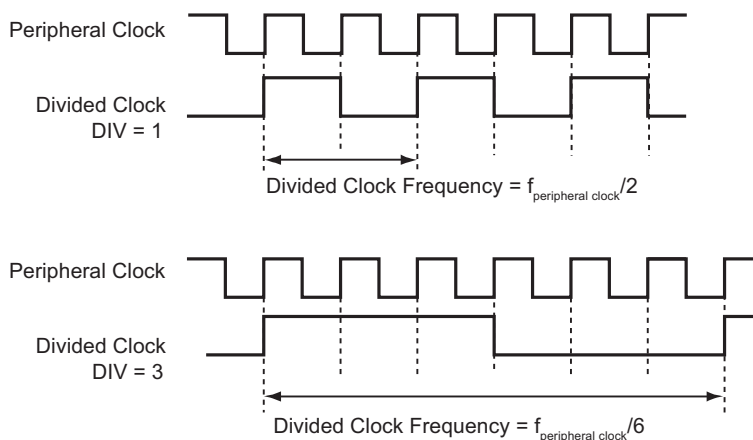 Peripheral Clock
Divided Clock
DIV = 1
Divided Clock Frequency = fperipheral clock/2
Peripheral Clock
Divided Clock
DIV = 3
Divided Clock Frequency = fperipheral clock/6